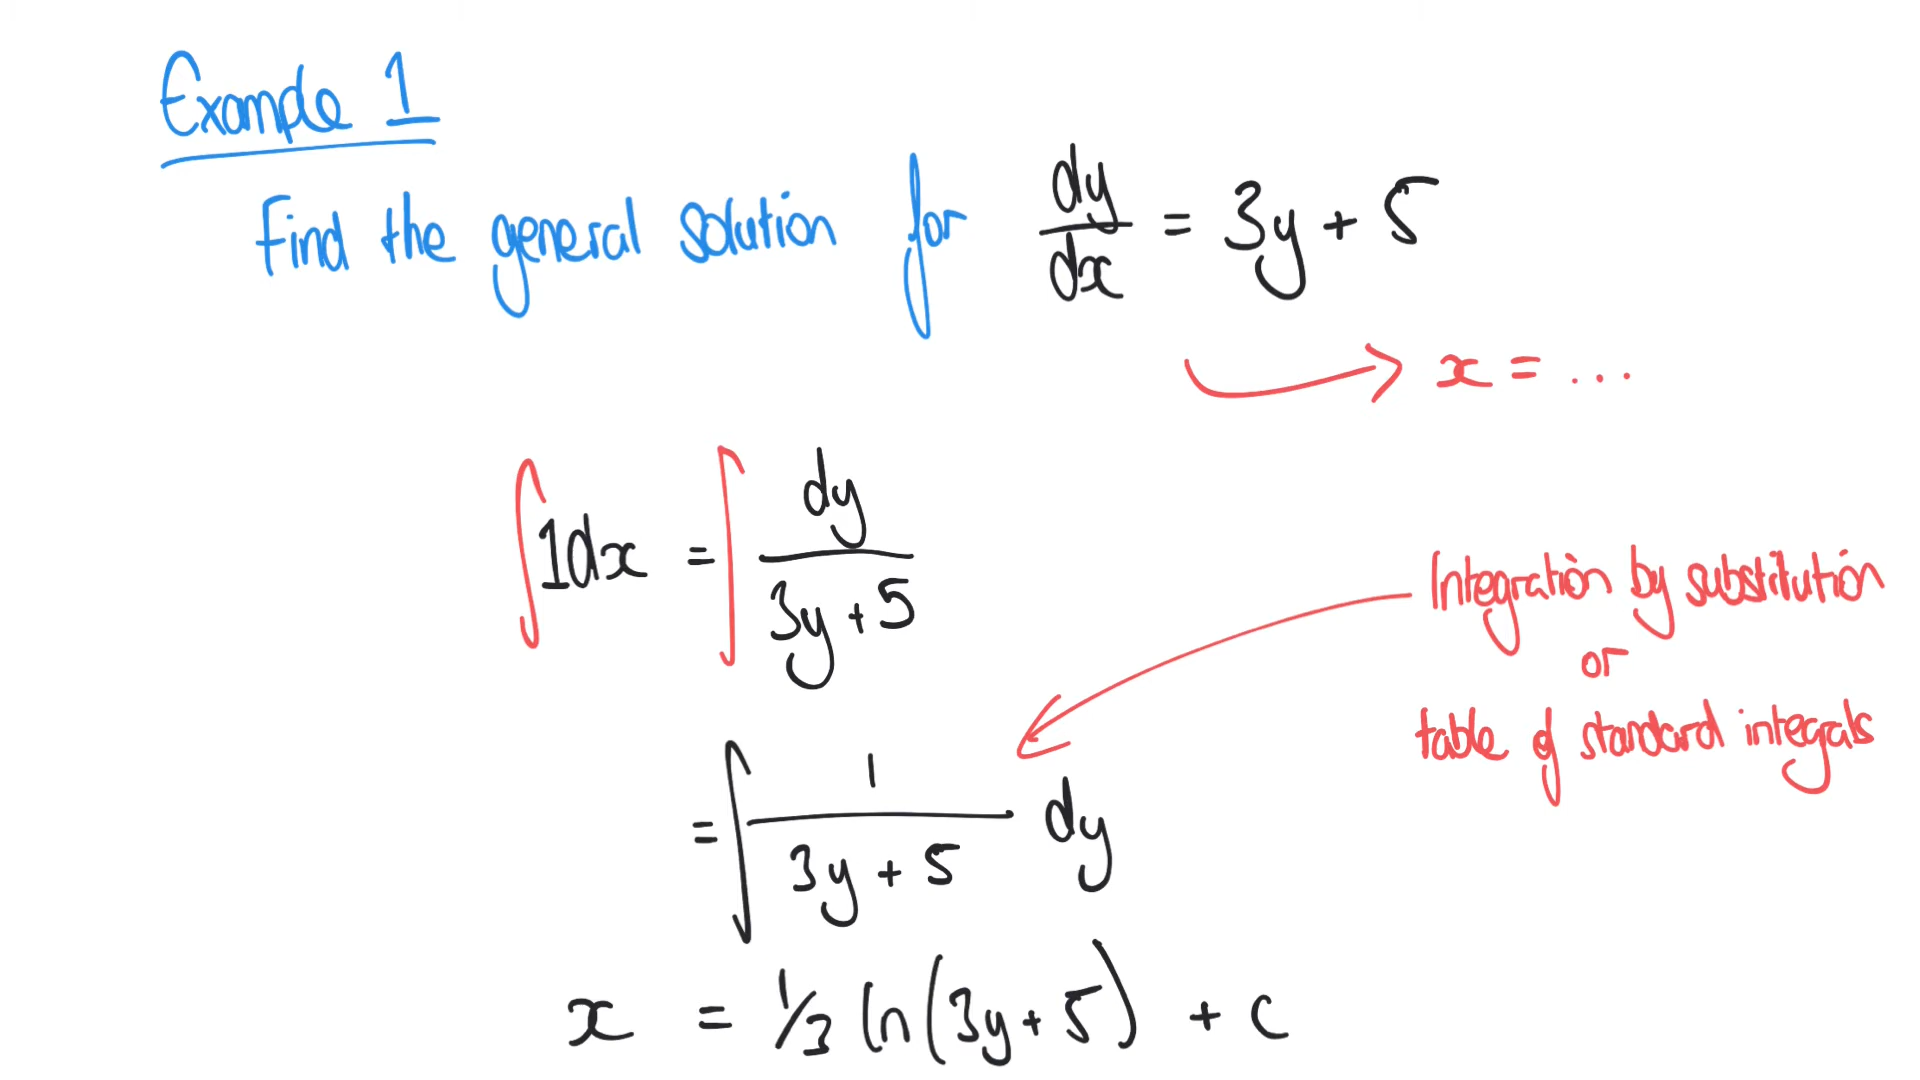 Example 1
Find the general solution for dy/dx = 3y + 5
x = ...
∫1dx = ∫ dy/(3y+5)
Integration by substitution
or
table of standard integrals
= ∫ 1/(3y + 5) dy
x = 1/3 ln(3y+5) + c